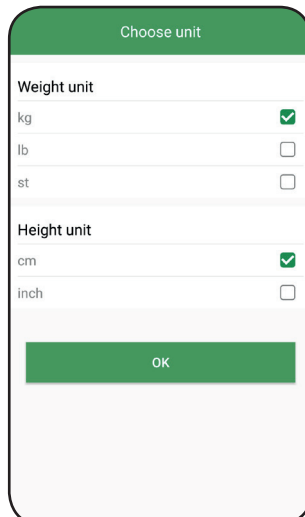 Choose unit
Weight unit
kg
lb
st
Height unit
cm
inch
OK